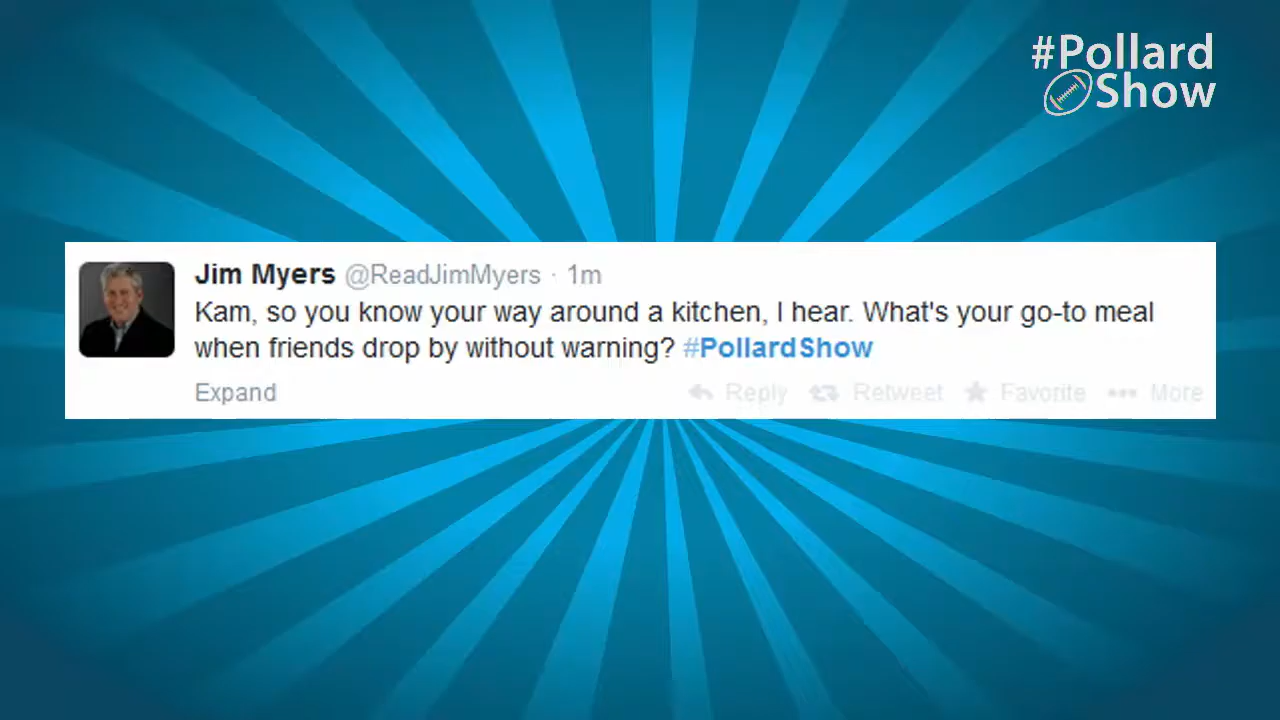 #Pollard
Show
Jim Myers @ReadJimMyers · 1m
Kam, so you know your way around a kitchen, I hear. What's your go-to meal
when friends drop by without warning? #PollardShow
Expand Reply Retweet Favorite More